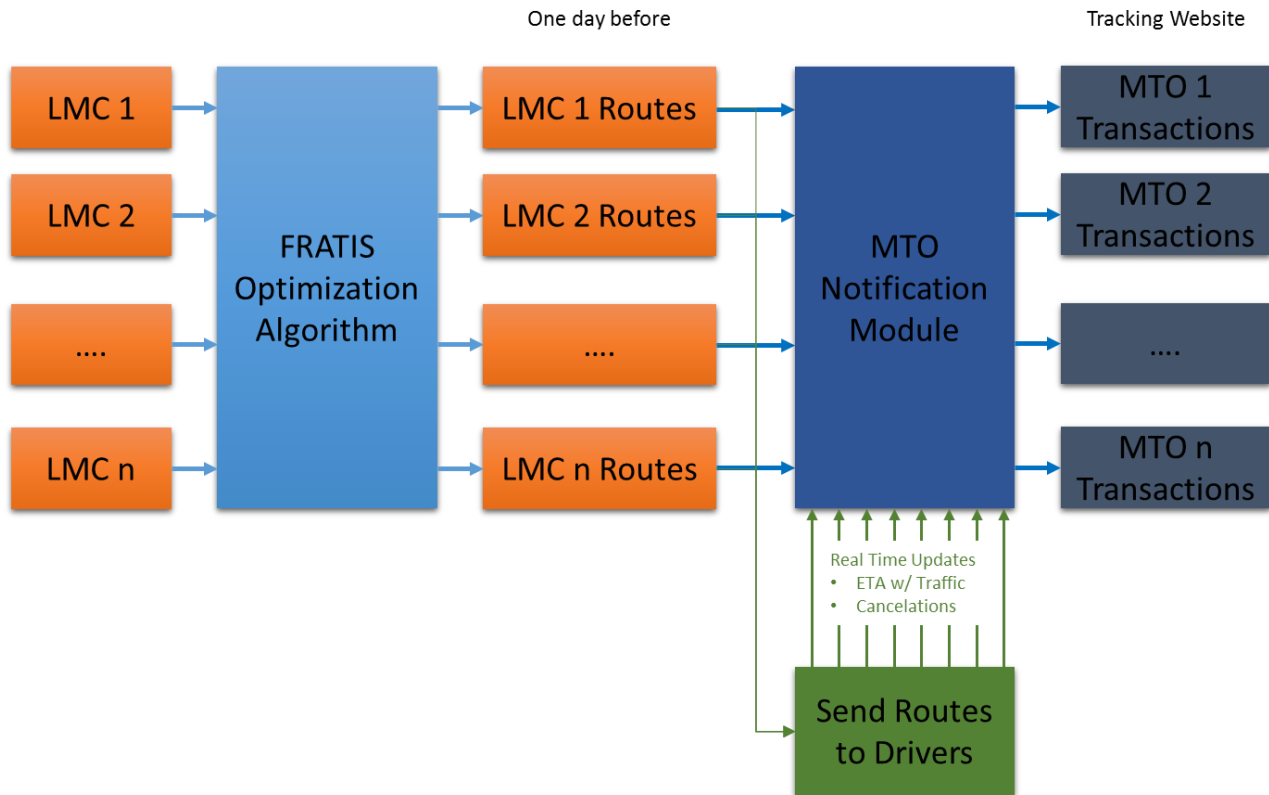 One day before
Tracking Website
LMC 1
LMC 2
....
LMC n
FRATIS
Optimization
Algorithm
LMC 1 Routes
LMC 2 Routes
....
LMC n Routes
MTO
Notification
Module
MTO 1
Transactions
MTO 2
Transactions
....
MTO n
Transactions
Real Time Updates
• ETA w/ Traffic
• Cancelations
Send Routes
to Drivers